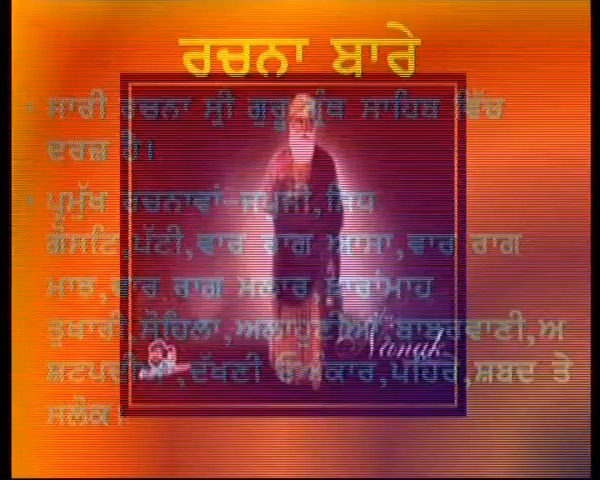 ਰਚਨਾ ਬਾਰੇ
• ਸਾਰੀ ਰਚਨਾ ਸ੍ਰੀ ਗੁਰੂ ਗ੍ਰੰਥ ਸਾਹਿਬ ਵਿੱਚ
ਦਰਜ਼ ਹੈ।
• ਪ੍ਰਮੁੱਖ ਰਚਨਾਵਾਂ ਜਪੁਜੀ,ਸਿਧ
ਗੋਸਟਿ,ਪੱਟੀ,ਵਾਰ ਰਾਗ ਆਸਾ,ਵਾਰ ਰਾਗ
ਮਾਝ,ਵਾਰ ਰਾਗ ਮਲਾਰ ਬਾਰਾਂਮਾਹ
ਤੁਖਾਰੀ,ਸੋਹਿਲਾ,ਅਲਾਹੁਣੀਆਂ,ਬਾਬਰਵਾਣੀ,ਅ
ਸ਼ਟਪਦੀਆਂ,ਦੱਖਣੀ ਓਅੰਕਾਰ,ਪਹਿਰੇ,ਸ਼ਬਦ ਤੇ
ਸਲੋਕ।
Nanak